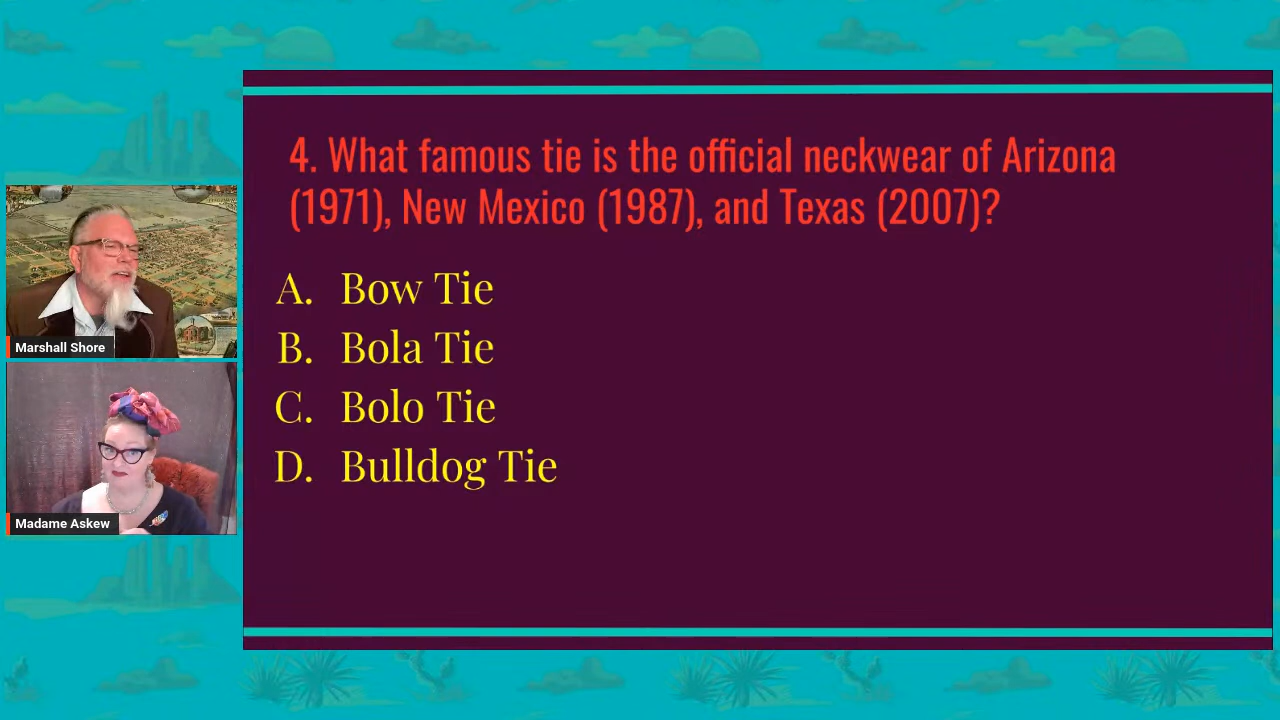 4. What famous tie is the official neckwear of Arizona
(1971), New Mexico (1987), and Texas (2007)?
A. Bow Tie
B. Bola Tie
C. Bolo Tie
D. Bulldog Tie
Marshall Shore
Madame Askew